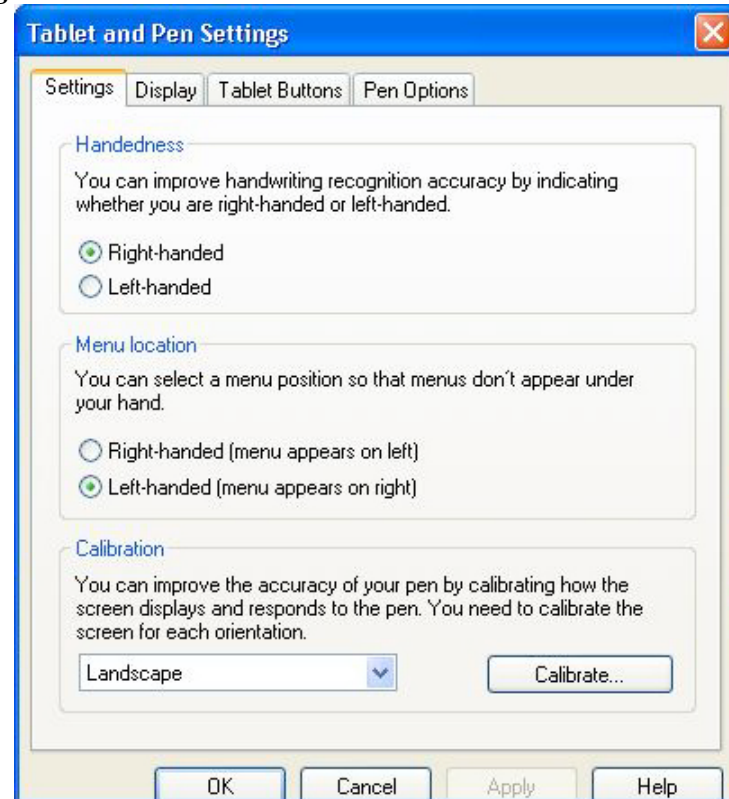 Tablet and Pen Settings
Settings Display Tablet Buttons Pen Options
Handedness
You can improve handwriting recognition accuracy by indicating
whether you are right-handed or left-handed.
Right-handed
Left-handed
Menu location
You can select a menu position so that menus don´t appear under
your hand.
Right-handed (menu appears on left)
Left-handed (menu appears on right)
Calibration
You can improve the accuracy of your pen by calibrating how the
screen displays and responds to the pen. You need to calibrate the
screen for each orientation.
Landscape Calibrate...
OK Cancel Apply Help